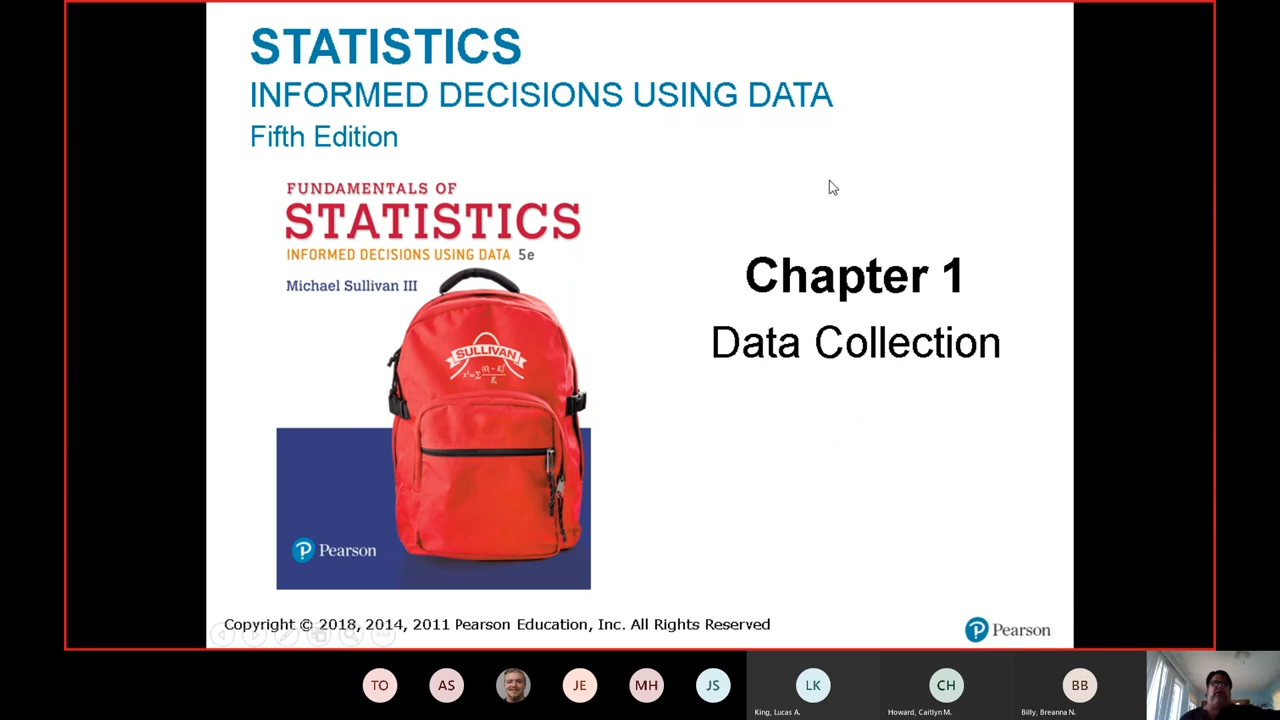 STATISTICS
INFORMED DECISIONS USING DATA
Fifth Edition
FUNDAMENTALS OF
STATISTICS
INFORMED DECISIONS USING DATA 5e
Michael Sullivan III
SULLIVAN
Pearson
Chapter 1
Data Collection
Copyright © 2018, 2014, 2011 Pearson Education, Inc. All Rights Reserved
Pearson
TO
AS
JE
MH
JS
LK
CH
BB
King, Lucas A.
Howard, Caitlyn M.
Billy, Breanna N.